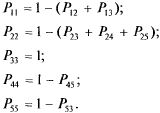 P₁₁ = 1 – (P₁₂ + P₁₃);
P₂₂ = 1 – (P₂₃ + P₂₄ + P₂₅);
P₃₃ = 1;
P₄₄ = 1 – P₄₅;
P₅₅ = 1 – P₅₃.